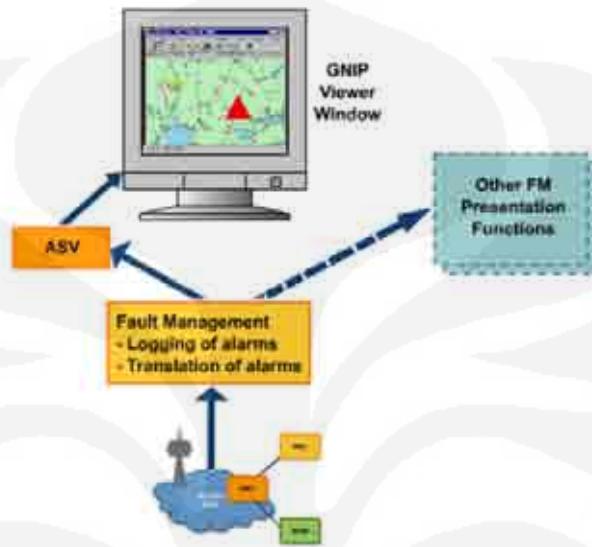 GNIP
Viewer
Window
Other FM
Presentation
Functions
ASV
Fault Management
- Logging of alarms
- Translation of alarms